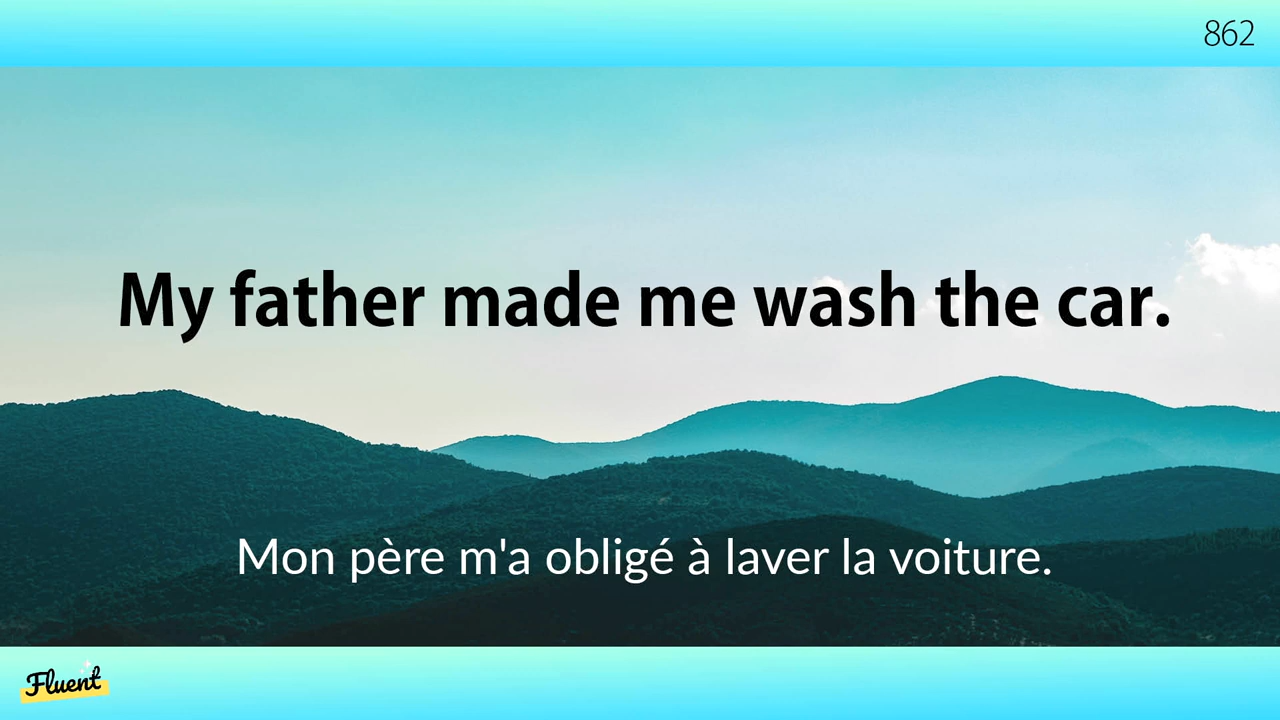 862
My father made me wash the car.
Mon père m'a obligé à laver la voiture.
Fluent